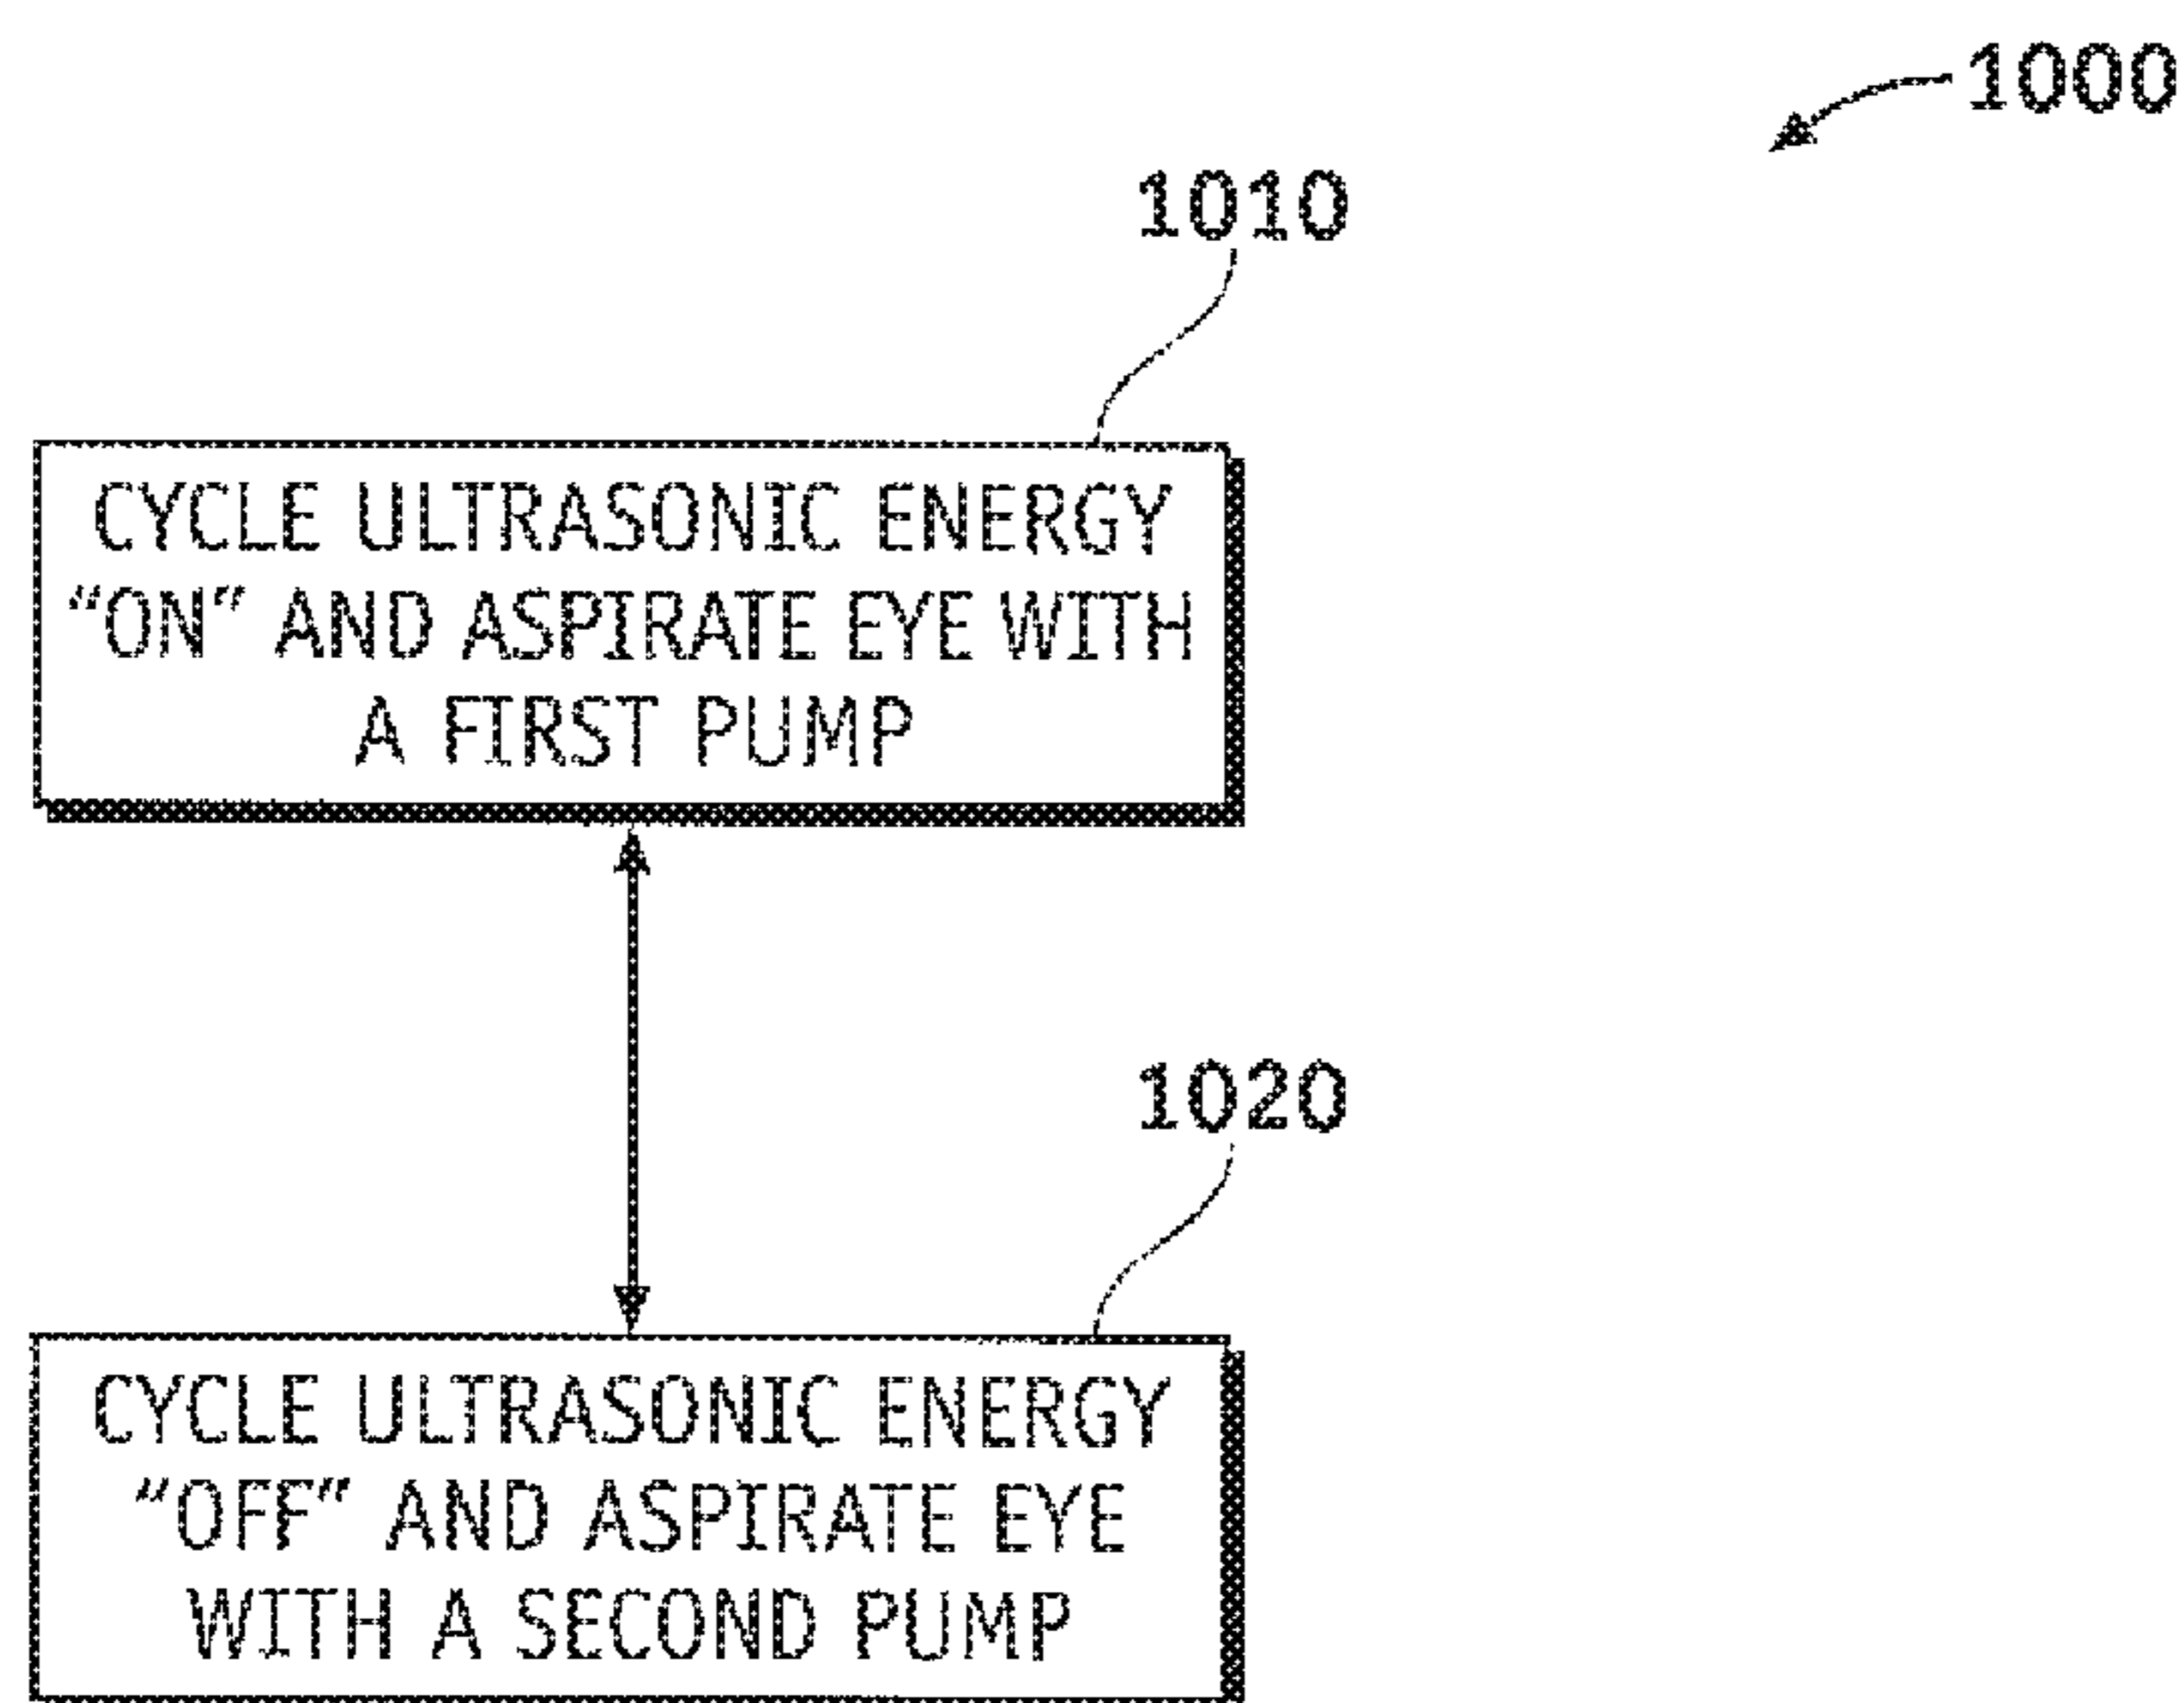 1000
1010
CYCLE ULTRASONIC ENERGY
“ON” AND ASPIRATE EYE WITH
A FIRST PUMP
1020
CYCLE ULTRASONIC ENERGY
“OFF” AND ASPIRATE EYE
WITH A SECOND PUMP